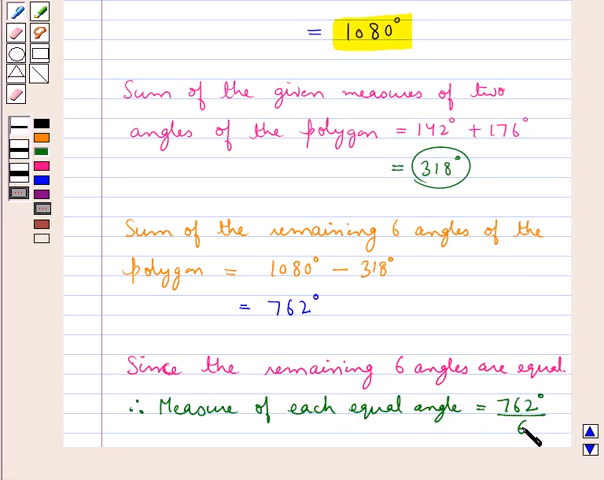 = 1080°
Sum of the given measures of two
angles of the polygon = 142° + 176°
= 318°
Sum of the remaining 6 angles of the
polygon = 1080° - 318°
= 762°
Since the remaining 6 angles are equal.
∴ Measure of each equal angle = 762°/6